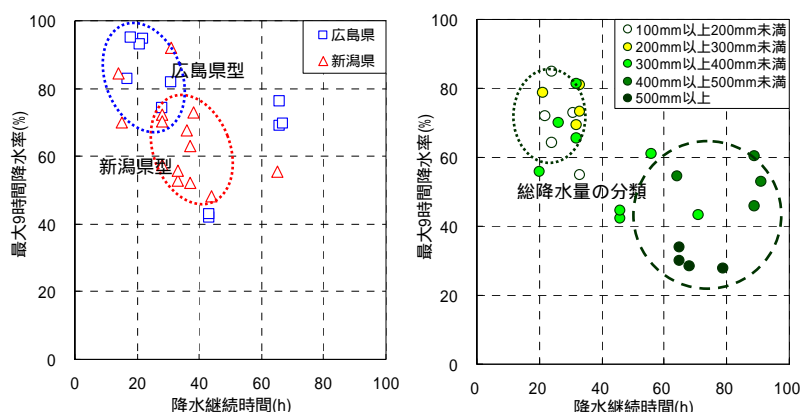 100
80
60
40
20
0
最大9時間降水率(%)
広島県
新潟県
広島県型
新潟県型
0 20 40 60 80 100
降水継続時間(h)
100
80
60
40
20
0
最大9時間降水率(%)
100mm以上200mm未満
200mm以上300mm未満
300mm以上400mm未満
400mm以上500mm未満
500mm以上
総降水量の分類
0 20 40 60 80 100
降水継続時間(h)